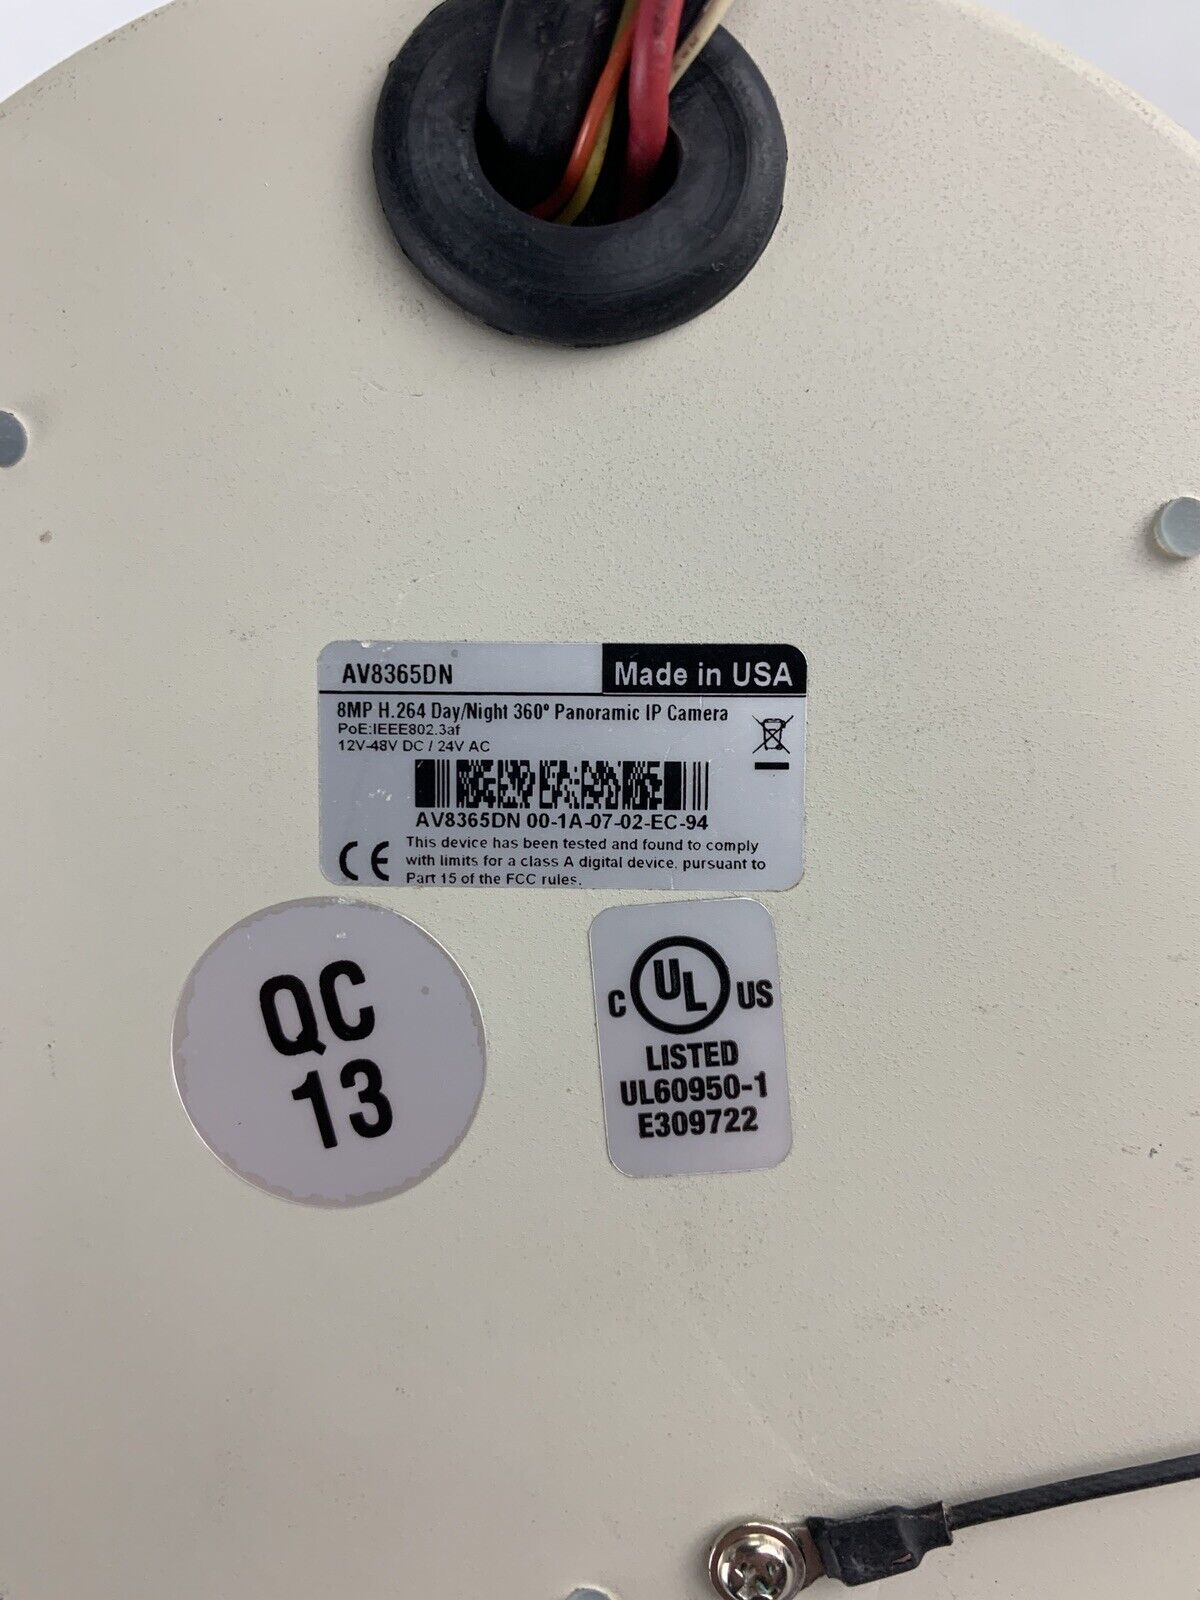 AV8365DN
Made in USA
8MP H.264 Day/Night 360° Panoramic IP Camera
PoE:IEEE802.3af
12V-48V DC / 24V AC
AV8365DN 00-1A-07-02-EC-94
CE
This device has been tested and found to comply
with limits for a class A digital device, pursuant to
Part 15 of the FCC rules.
QC
13
C UL US
LISTED
UL60950-1
E309722